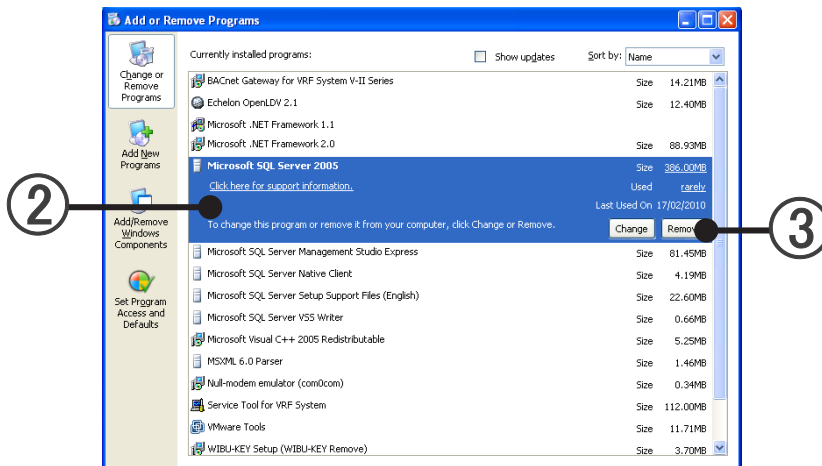 Add or Remove Programs
Currently installed programs:
Show updates
Sort by: Name
Change or
Remove
Programs
Add New
Programs
Add/Remove
Windows
Components
Set Program
Access and
Defaults
BACnet Gateway for VRF System V-II Series Size 14.21MB
Echelon OpenLDV 2.1 Size 12.40MB
Microsoft .NET Framework 1.1
Microsoft .NET Framework 2.0 Size 88.93MB
Microsoft SQL Server 2005 Size 386.00MB
Click here for support information. Used rarely
Last Used On 17/02/2010
To change this program or remove it from your computer, click Change or Remove. Change Remov
Microsoft SQL Server Management Studio Express Size 81.45MB
Microsoft SQL Server Native Client Size 4.19MB
Microsoft SQL Server Setup Support Files (English) Size 22.60MB
Microsoft SQL Server VSS Writer Size 0.66MB
Microsoft Visual C++ 2005 Redistributable Size 5.25MB
MSXML 6.0 Parser Size 1.46MB
Null-modem emulator (com0com) Size 0.34MB
Service Tool for VRF System Size 112.00MB
VMware Tools Size 11.71MB
WIBU-KEY Setup (WIBU-KEY Remove) Size 3.70MB
2
3